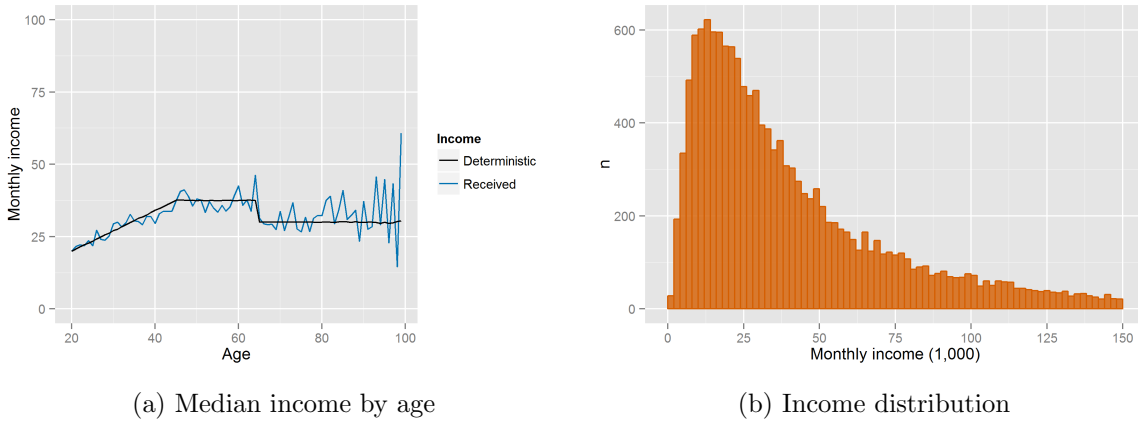 100
75
50
25
0
Monthly income
20
40
60
80
100
Age
Income
Deterministic
Received
(a) Median income by age
600
400
200
0
n
0
25
50
75
100
125
150
Monthly income (1,000)
(b) Income distribution